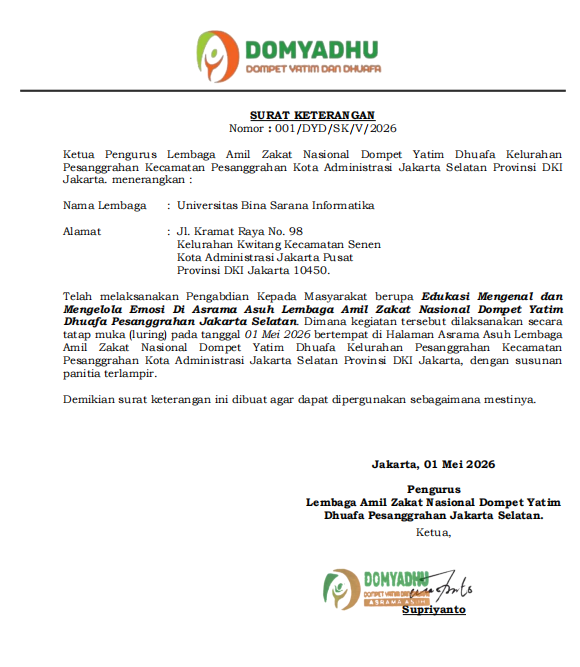 DOMYADHU
DOMPET YATIM DAN DHUAFA
SURAT KETERANGAN
Nomor : 001/DYD/SK/V/2026
Ketua Pengurus Lembaga Amil Zakat Nasional Dompet Yatim Dhuafa Kelurahan
Pesanggrahan Kecamatan Pesanggrahan Kota Administrasi Jakarta Selatan Provinsi DKI
Jakarta. menerangkan :
Nama Lembaga : Universitas Bina Sarana Informatika
Alamat : Jl. Kramat Raya No. 98
Kelurahan Kwitang Kecamatan Senen
Kota Administrasi Jakarta Pusat
Provinsi DKI Jakarta 10450.
Telah melaksanakan Pengabdian Kepada Masyarakat berupa Edukasi Mengenal dan
Mengelola Emosi Di Asrama Asuh Lembaga Amil Zakat Nasional Dompet Yatim
Dhuafa Pesanggrahan Jakarta Selatan. Dimana kegiatan tersebut dilaksanakan secara
tatap muka (luring) pada tanggal 01 Mei 2026 bertempat di Halaman Asrama Asuh Lembaga
Amil Zakat Nasional Dompet Yatim Dhuafa Kelurahan Pesanggrahan Kecamatan
Pesanggrahan Kota Administrasi Jakarta Selatan Provinsi DKI Jakarta, dengan susunan
panitia terlampir.
Demikian surat keterangan ini dibuat agar dapat dipergunakan sebagaimana mestinya.
Jakarta, 01 Mei 2026
Pengurus
Lembaga Amil Zakat Nasional Dompet Yatim
Dhuafa Pesanggrahan Jakarta Selatan.
Ketua,
DOMYADHU
DOMPET YATIM DAN
ASRAMA ASUH
Supriyanto